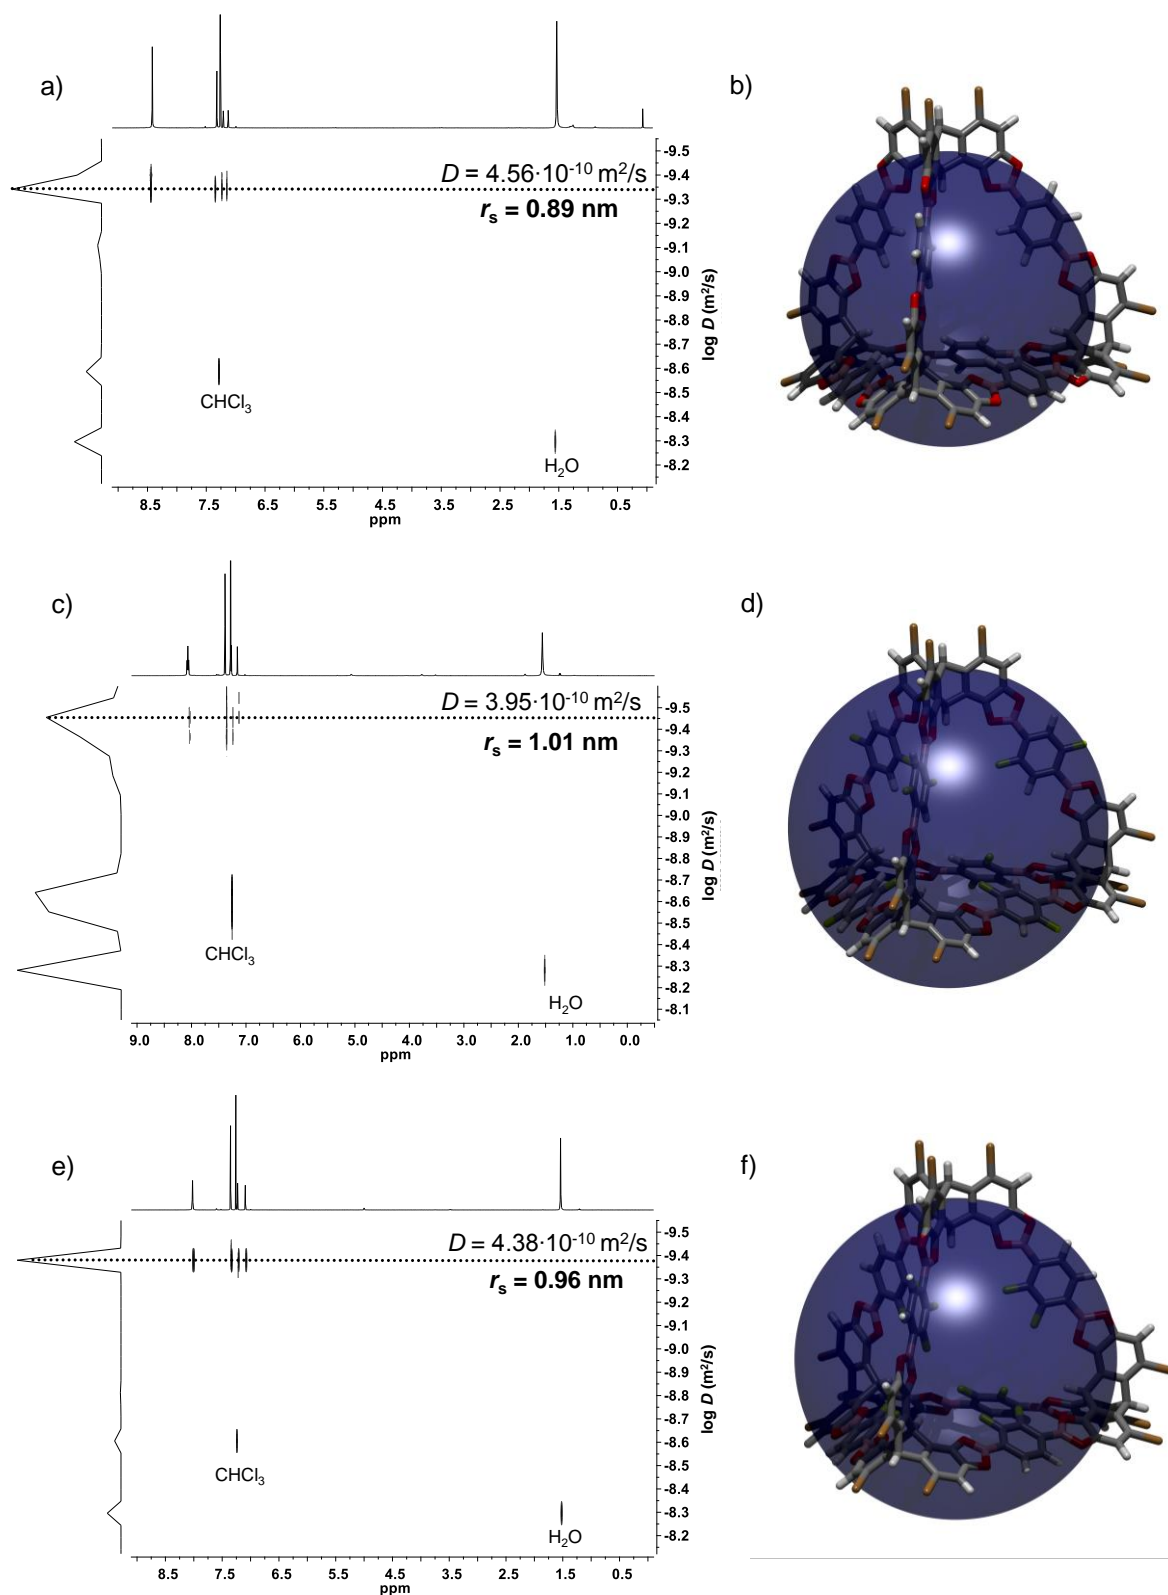 a)
b)
D = 4.56·10⁻¹⁰ m²/s
rₛ = 0.89 nm
-9.5
-9.4
-9.3
-9.2
-9.1
-9.0
-8.9
-8.8
-8.7
-8.6
-8.5
-8.4
-8.3
-8.2
log D (m²/s)
CHCl₃
H₂O
8.5 7.5 6.5 5.5 4.5 3.5 2.5 1.5 0.5
ppm
c)
d)
D = 3.95·10⁻¹⁰ m²/s
rₛ = 1.01 nm
-9.5
-9.4
-9.3
-9.2
-9.1
-9.0
-8.9
-8.8
-8.7
-8.6
-8.5
-8.4
-8.3
-8.2
-8.1
log D (m²/s)
CHCl₃
H₂O
9.0 8.0 7.0 6.0 5.0 4.0 3.0 2.0 1.0 0.0
ppm
e)
f)
D = 4.38·10⁻¹⁰ m²/s
rₛ = 0.96 nm
-9.5
-9.4
-9.3
-9.2
-9.1
-9.0
-8.9
-8.8
-8.7
-8.6
-8.5
-8.4
-8.3
-8.2
log D (m²/s)
CHCl₃
H₂O
8.5 7.5 6.5 5.5 4.5 3.5 2.5 1.5 0.5
ppm